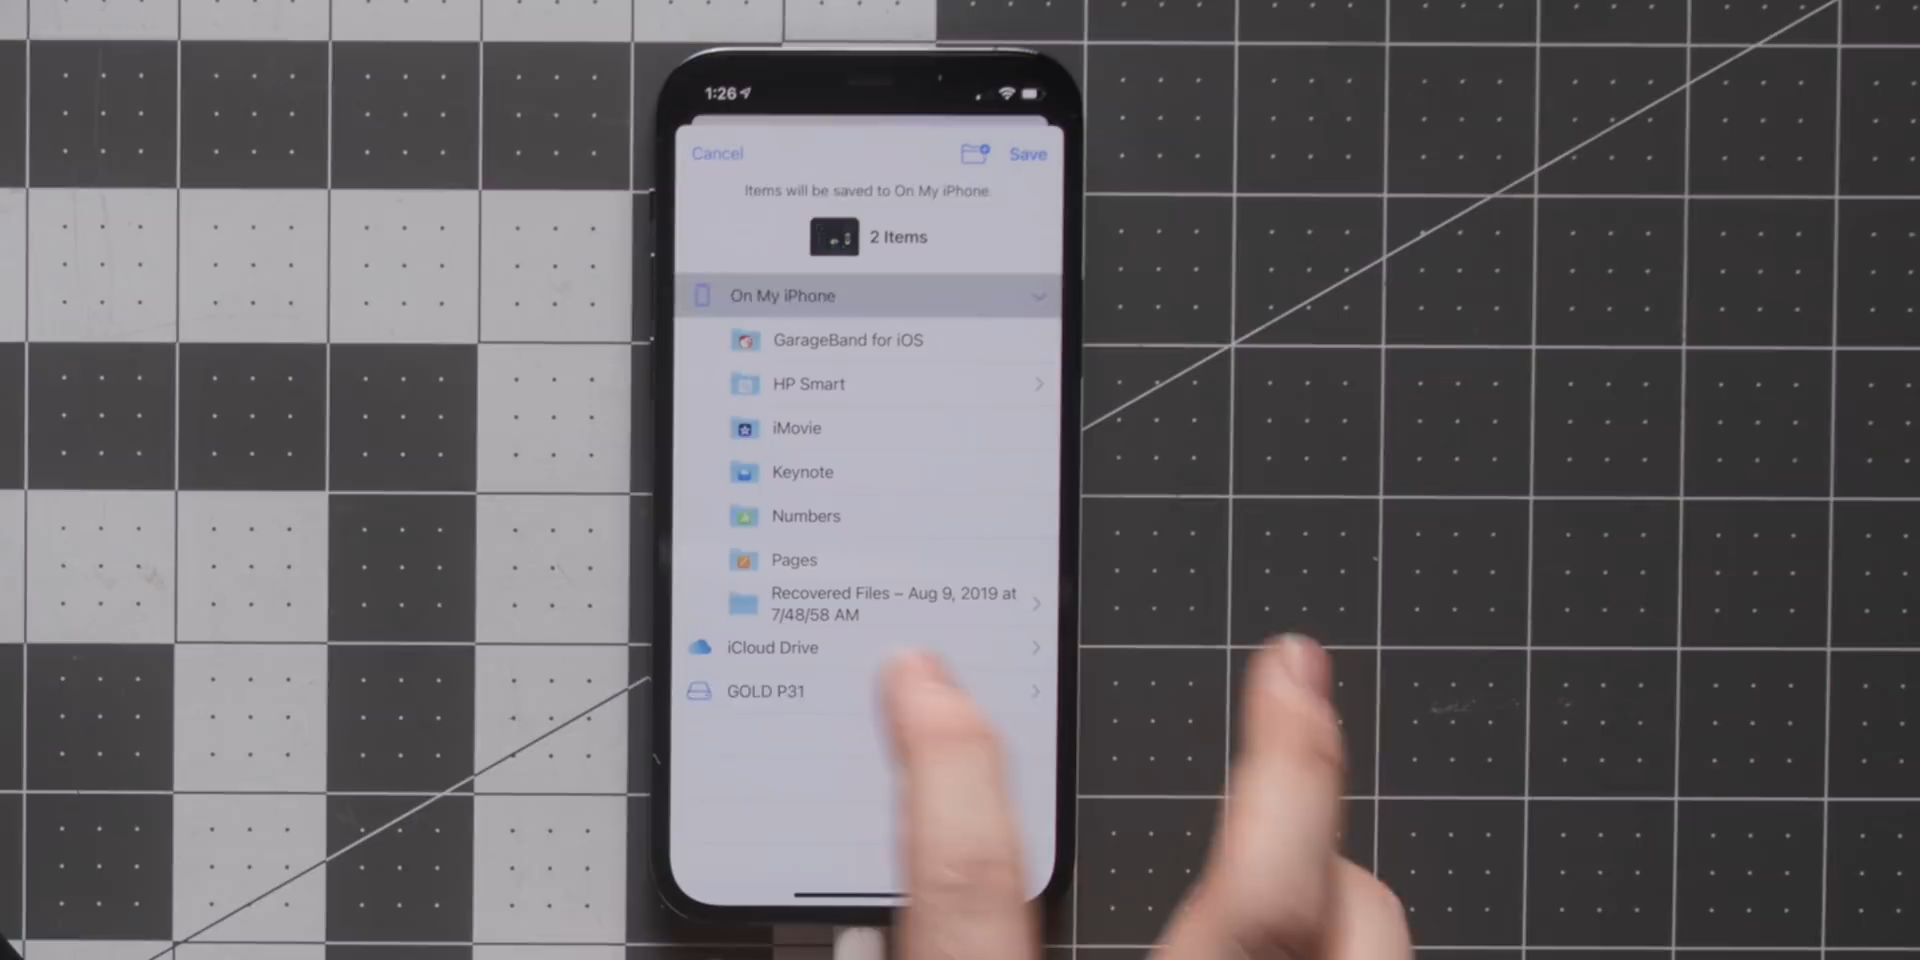 1:26
Cancel
Save
Items will be saved to On My iPhone.
2 Items
On My iPhone
GarageBand for iOS
HP Smart
iMovie
Keynote
Numbers
Pages
Recovered Files – Aug 9, 2019 at
7/48/58 AM
iCloud Drive
GOLD P31